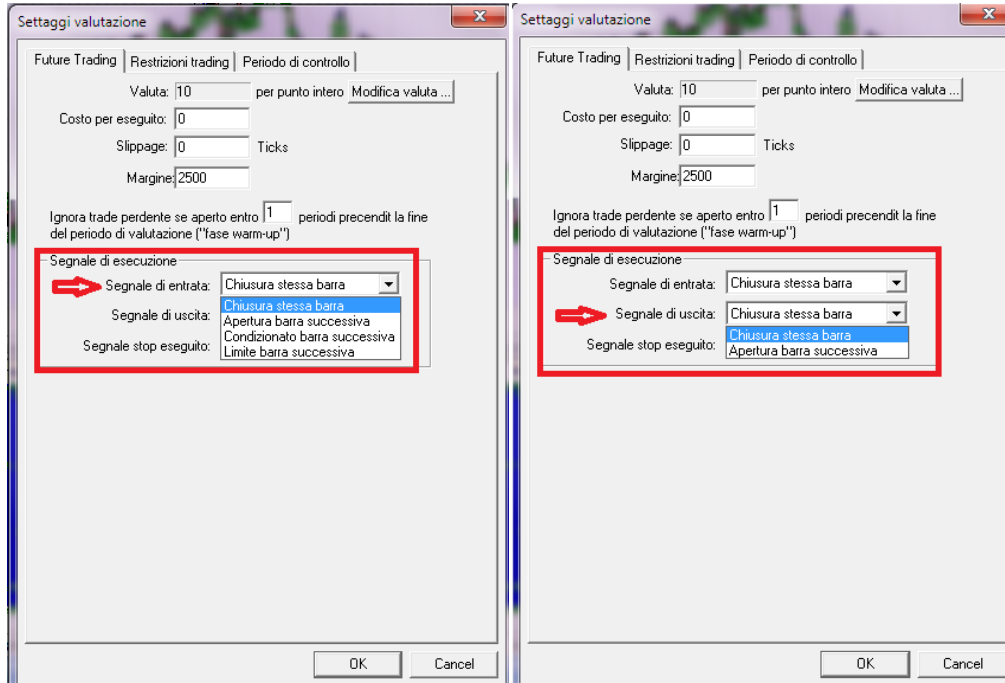 Settaggi valutazione
x
Future Trading
Restrizioni trading
Periodo di controllo
Valuta: 10 per punto intero Modifica valuta ...
Costo per eseguito: 0
Slippage: 0 Ticks
Margine: 2500
Ignora trade perdente se aperto entro 1 periodi precendit la fine
del periodo di valutazione ("fase warm-up")
Segnale di esecuzione
Segnale di entrata: Chiusura stessa barra
Chiusura stessa barra
Segnale di uscita: Apertura barra successiva
Condizionato barra successiva
Segnale stop eseguito: Limite barra successiva
OK Cancel
Settaggi valutazione
x
Future Trading
Restrizioni trading
Periodo di controllo
Valuta: 10 per punto intero Modifica valuta ...
Costo per eseguito: 0
Slippage: 0 Ticks
Margine: 2500
Ignora trade perdente se aperto entro 1 periodi precendit la fine
del periodo di valutazione ("fase warm-up")
Segnale di esecuzione
Segnale di entrata: Chiusura stessa barra
Segnale di uscita: Chiusura stessa barra
Chiusura stessa barra
Segnale stop eseguito: Apertura barra successiva
OK Cancel